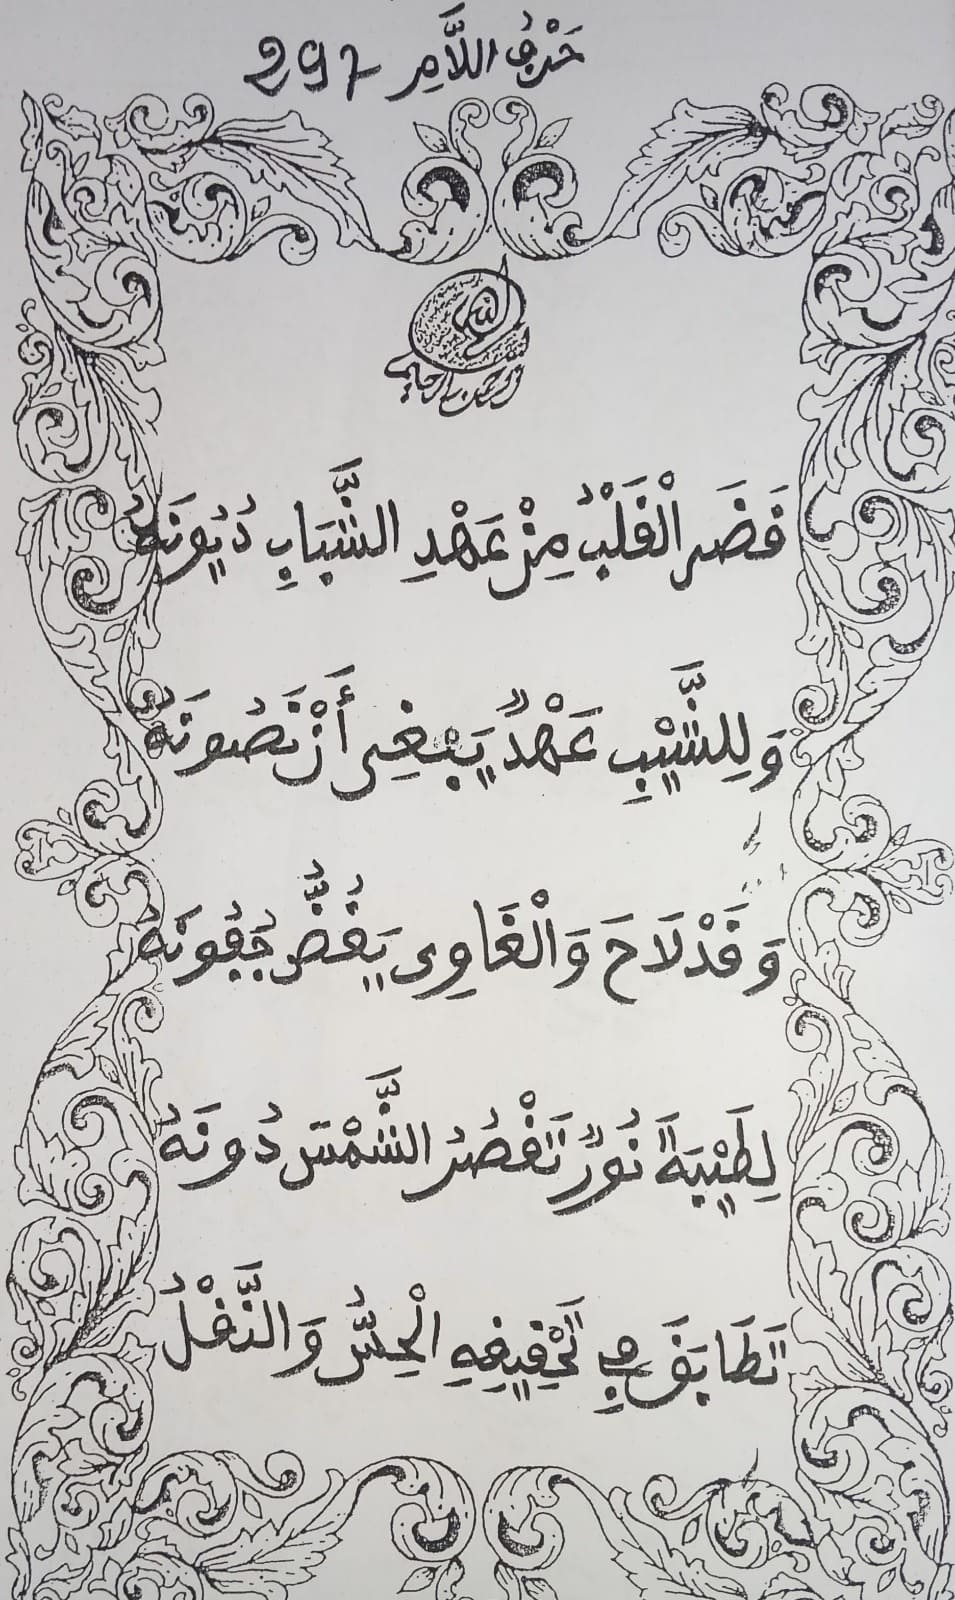 حَرْفُ اللَّامِ 297
بسم الله الرحمن الرحيم
قَضَى الْقَلْبُ مِنْ عَهْدِ الشَّبَابِ دُيُونَهُ
وَلِلشَّيْبِ عَهْدٌ يَبْتَغِي أَنْ نَصُونَهُ
وَقَدْ لَاحَ وَالْغَاوِي يَغُضُّ جُفُونَهُ
لِطَيْبَةَ نُورٌ تَقْصُرُ الشَّمْسُ دُونَهُ
تَطَابَقَ فِي تَحْقِيقِهِ الْحِسُّ وَالنَّقْلُ